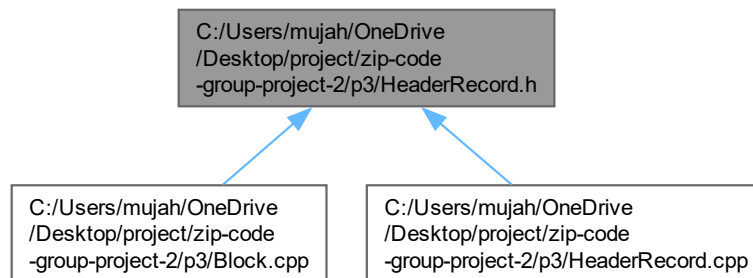 C:/Users/mujah/OneDrive
/Desktop/project/zip-code
-group-project-2/p3/HeaderRecord.h
C:/Users/mujah/OneDrive
/Desktop/project/zip-code
-group-project-2/p3/Block.cpp
C:/Users/mujah/OneDrive
/Desktop/project/zip-code
-group-project-2/p3/HeaderRecord.cpp